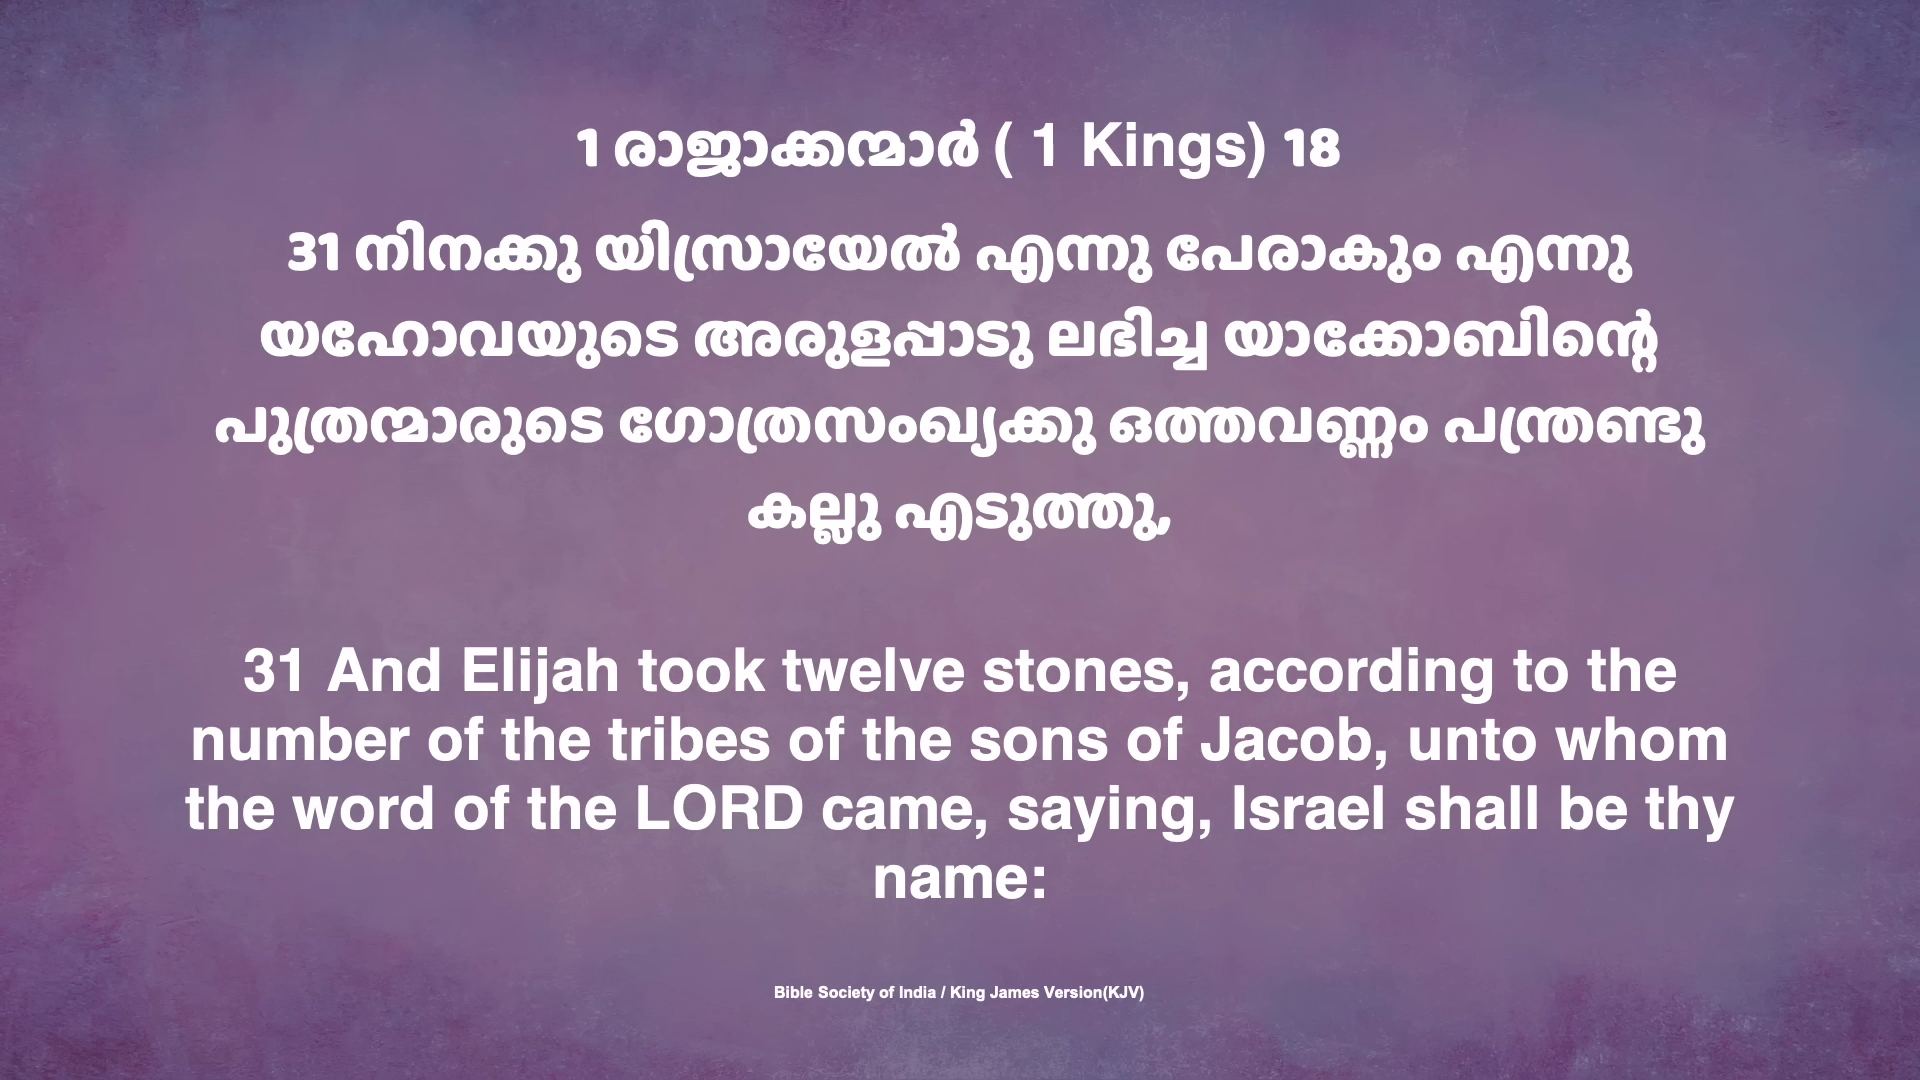 1 രാജാക്കന്മാർ ( 1 Kings) 18
31 നിനക്കു യിസ്രായേൽ എന്നു പേരാകും എന്നു
യഹോവയുടെ അരുളപ്പാടു ലഭിച്ച യാക്കോബിന്റെ
പുത്രന്മാരുടെ ഗോത്രസംഖ്യക്കു ഒത്തവണ്ണം പന്ത്രണ്ടു
കല്ലു എടുത്തു,
31 And Elijah took twelve stones, according to the
number of the tribes of the sons of Jacob, unto whom
the word of the LORD came, saying, Israel shall be thy
name:
Bible Society of India / King James Version(KJV)